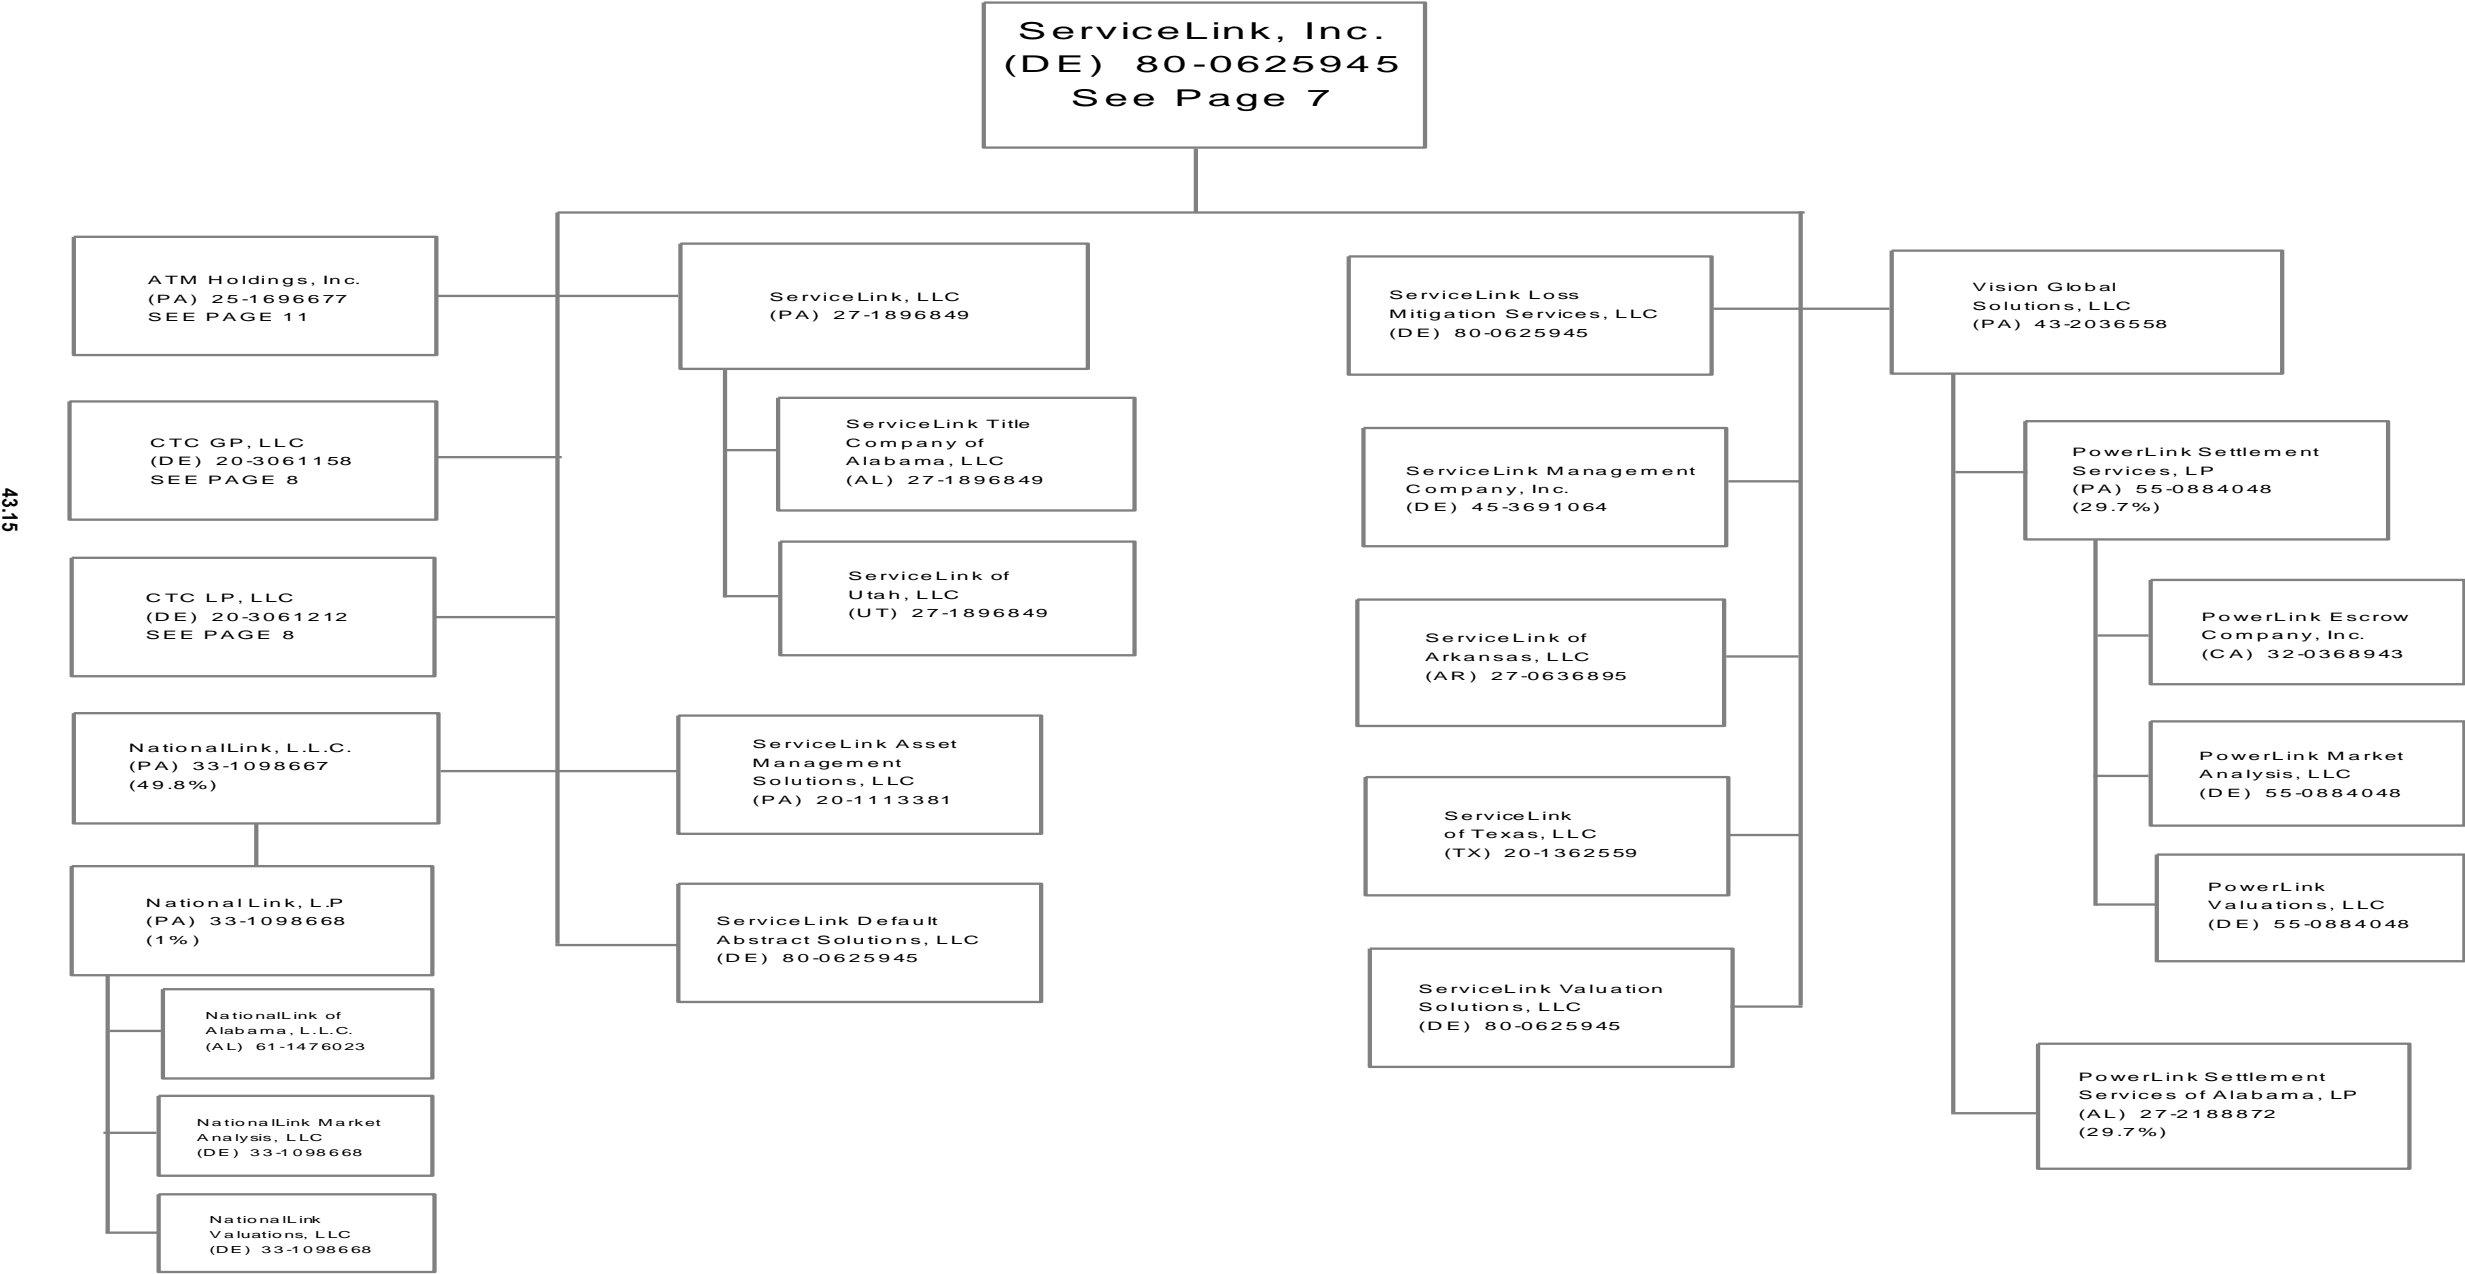 ServiceLink, Inc.
(DE) 80-0625945
See Page 7
ATM Holdings, Inc.
(PA) 25-1696677
SEE PAGE 11
CTC GP, LLC
(DE) 20-3061158
SEE PAGE 8
CTC LP, LLC
(DE) 20-3061212
SEE PAGE 8
NationalLink, L.L.C.
(PA) 33-1098667
(49.8%)
National Link, L.P
(PA) 33-1098668
(1%)
NationalLink of
Alabama, L.L.C.
(AL) 61-1476023
NationalLink Market
Analysis, LLC
(DE) 33-1098668
NationalLink
Valuations, LLC
(DE) 33-1098668
ServiceLink, LLC
(PA) 27-1896849
ServiceLink Title
Company of
Alabama, LLC
(AL) 27-1896849
ServiceLink of
Utah, LLC
(UT) 27-1896849
ServiceLink Asset
Management
Solutions, LLC
(PA) 20-1113381
ServiceLink Default
Abstract Solutions, LLC
(DE) 80-0625945
ServiceLink Loss
Mitigation Services, LLC
(DE) 80-0625945
ServiceLink Management
Company, Inc.
(DE) 45-3691064
ServiceLink of
Arkansas, LLC
(AR) 27-0636895
ServiceLink
of Texas, LLC
(TX) 20-1362559
ServiceLink Valuation
Solutions, LLC
(DE) 80-0625945
Vision Global
Solutions, LLC
(PA) 43-2036558
PowerLink Settlement
Services, LP
(PA) 55-0884048
(29.7%)
PowerLink Escrow
Company, Inc.
(CA) 32-0368943
PowerLink Market
Analysis, LLC
(DE) 55-0884048
PowerLink
Valuations, LLC
(DE) 55-0884048
PowerLink Settlement
Services of Alabama, LP
(AL) 27-2188872
(29.7%)
43.15